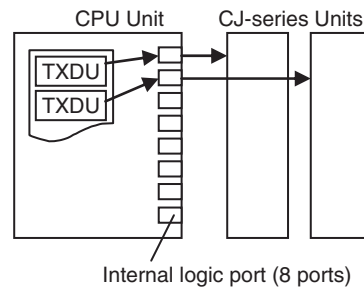 CPU Unit
CJ-series Units
TXDU
TXDU
Internal logic port (8 ports)